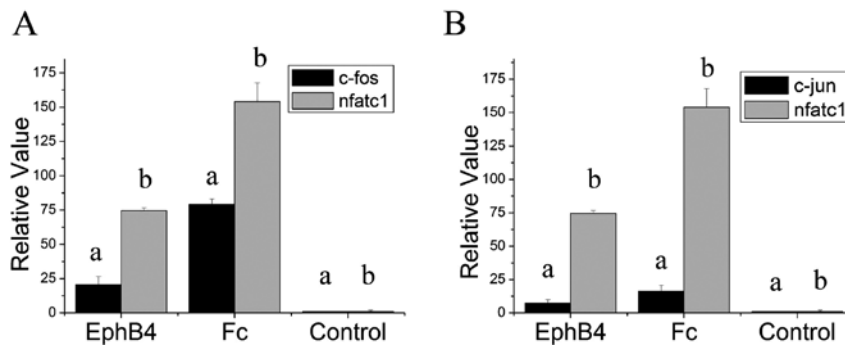 A
Relative Value
175
150
125
100
75
50
25
0
a
b
a
b
a
b
c-fos
nfatc1
EphB4
Fc
Control
B
Relative Value
175
150
125
100
75
50
25
0
a
b
a
b
a
b
c-jun
nfatc1
EphB4
Fc
Control